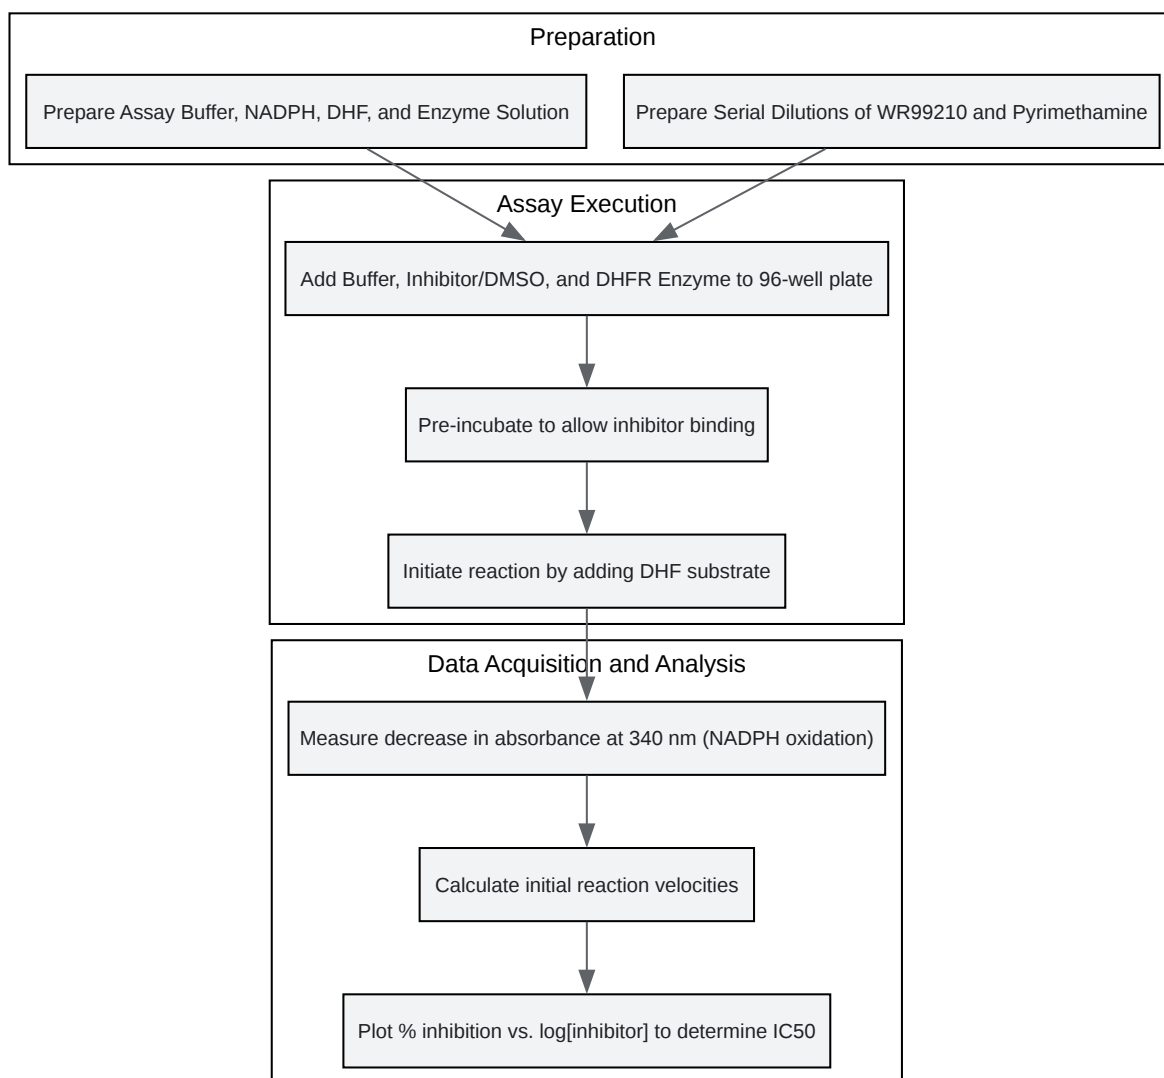 Preparation
Prepare Assay Buffer, NADPH, DHF, and Enzyme Solution
Prepare Serial Dilutions of WR99210 and Pyrimethamine
Assay Execution
Add Buffer, Inhibitor/DMSO, and DHFR Enzyme to 96-well plate
Pre-incubate to allow inhibitor binding
Initiate reaction by adding DHF substrate
Data Acquisition and Analysis
Measure decrease in absorbance at 340 nm (NADPH oxidation)
Calculate initial reaction velocities
Plot % inhibition vs. log[inhibitor] to determine IC50